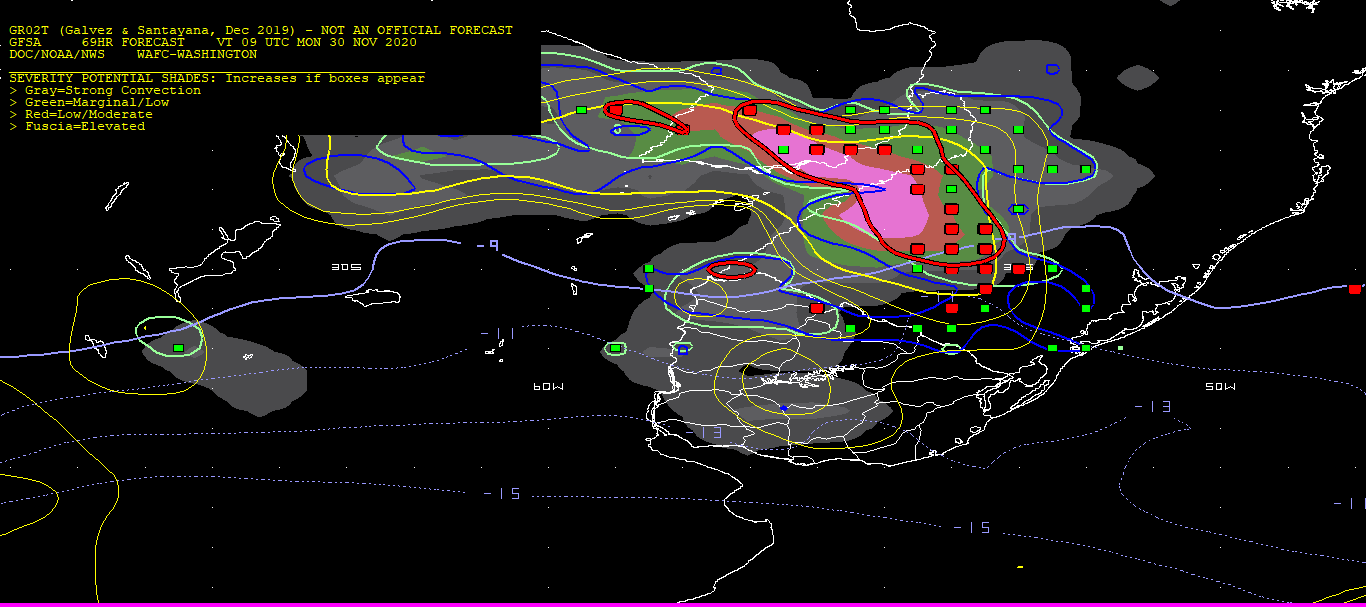 GR02T (Galvez & Santayana, Dec 2019) – NOT AN OFFICIAL FORECAST
GFSA 69HR FORECAST VT 09 UTC MON 30 NOV 2020
DOC/NOAA/NWS WAFC–WASHINGTON
SEVERITY POTENTIAL SHADES: Increases if boxes appear
> Gray=Strong Convection
> Green=Marginal/Low
> Red=Low/Moderate
> Fuscia=Elevated
-9
30S
-11
60W
50W
-13
-13
-15
-15